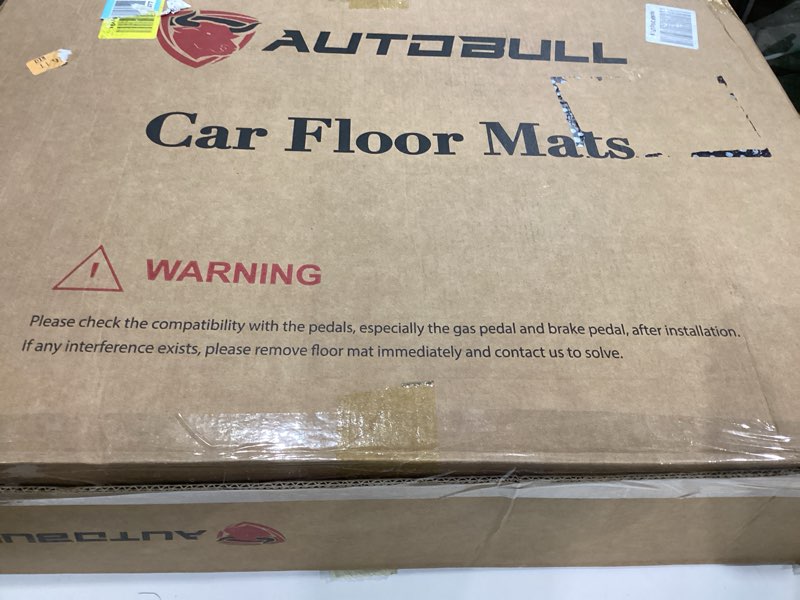 AUTOBULL
Car Floor Mats
! WARNING
Please check the compatibility with the pedals, especially the gas pedal and brake pedal, after installation.
If any interference exists, please remove floor mat immediately and contact us to solve.
AUTOBUL